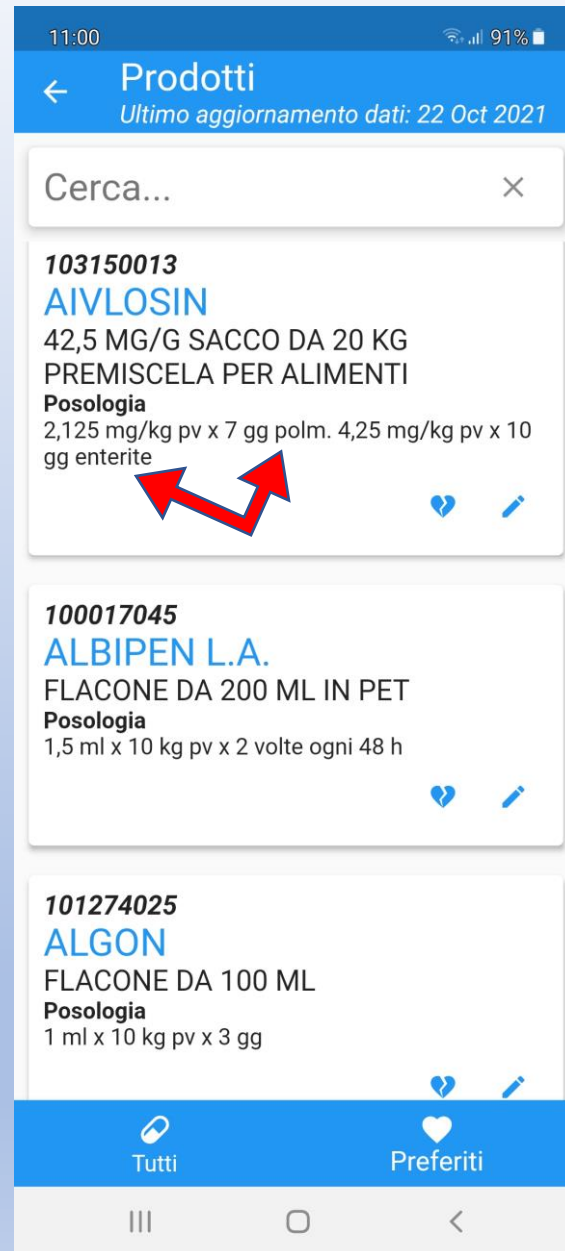 11:00 91%
Prodotti
Ultimo aggiornamento dati: 22 Oct 2021
Cerca...
103150013
AIVLOSIN
42,5 MG/G SACCO DA 20 KG
PREMISCELA PER ALIMENTI
Posologia
2,125 mg/kg pv x 7 gg polm. 4,25 mg/kg pv x 10
gg enterite
100017045
ALBIPEN L.A.
FLACONE DA 200 ML IN PET
Posologia
1,5 ml x 10 kg pv x 2 volte ogni 48 h
101274025
ALGON
FLACONE DA 100 ML
Posologia
1 ml x 10 kg pv x 3 gg
Tutti Preferiti